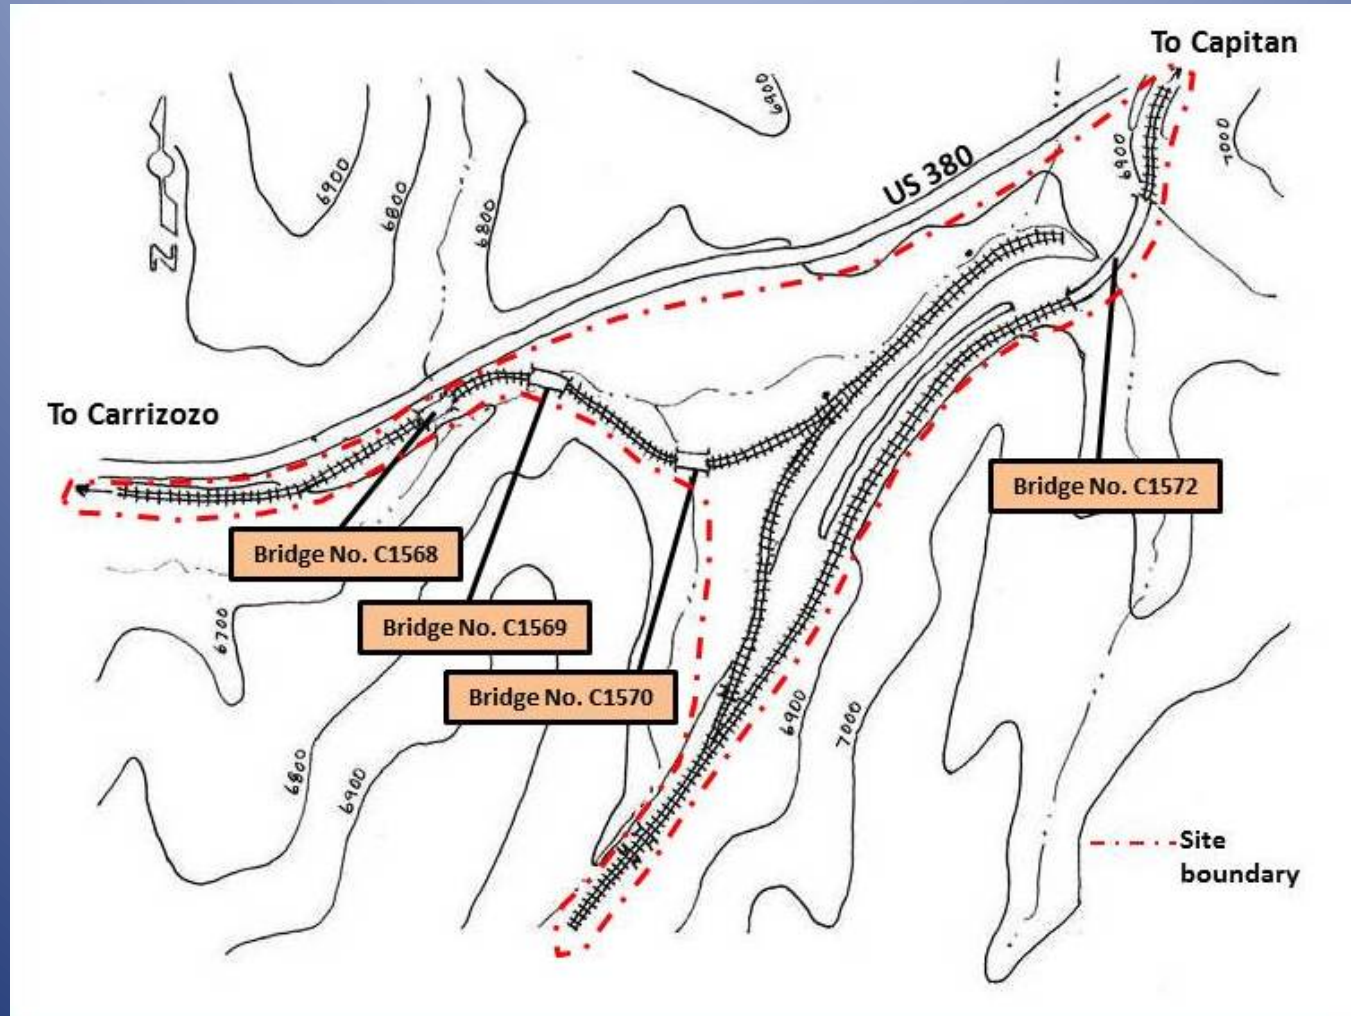 To Capitan
6900
6900
7000
6900
US 380
6800
6800
N
To Carrizozo
Bridge No. C1572
Bridge No. C1568
Bridge No. C1569
6700
Bridge No. C1570
6900
7000
6800
6900
Site
boundary